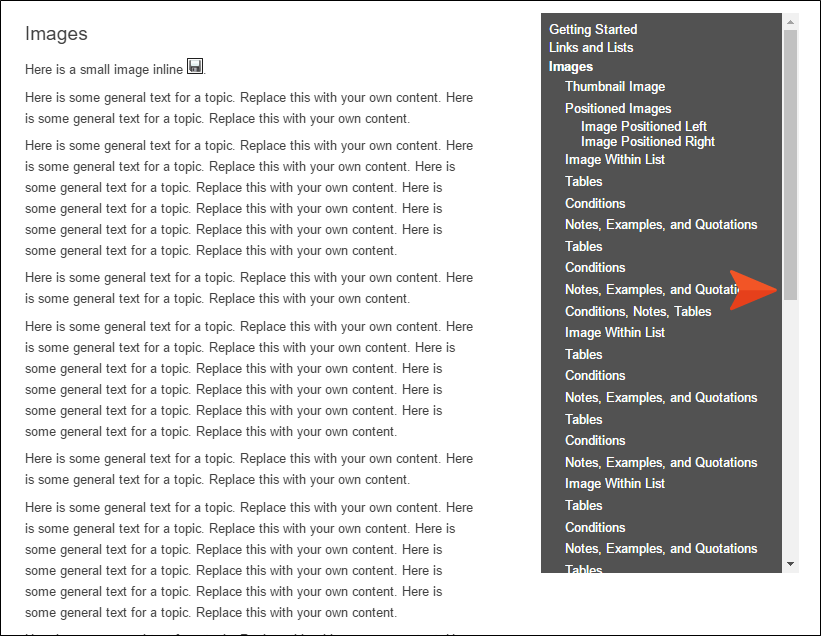 Images
Here is a small image inline .
Here is some general text for a topic. Replace this with your own content. Here
is some general text for a topic. Replace this with your own content.
Here is some general text for a topic. Replace this with your own content. Here
is some general text for a topic. Replace this with your own content. Here is
some general text for a topic. Replace this with your own content. Here is
some general text for a topic. Replace this with your own content. Here is
some general text for a topic. Replace this with your own content. Here is
some general text for a topic. Replace this with your own content.
Here is some general text for a topic. Replace this with your own content. Here
is some general text for a topic. Replace this with your own content.
Here is some general text for a topic. Replace this with your own content. Here
is some general text for a topic. Replace this with your own content. Here is
some general text for a topic. Replace this with your own content. Here is
some general text for a topic. Replace this with your own content. Here is
some general text for a topic. Replace this with your own content. Here is
some general text for a topic. Replace this with your own content.
Here is some general text for a topic. Replace this with your own content. Here
is some general text for a topic. Replace this with your own content.
Here is some general text for a topic. Replace this with your own content. Here
is some general text for a topic. Replace this with your own content. Here is
some general text for a topic. Replace this with your own content. Here is
some general text for a topic. Replace this with your own content. Here is
some general text for a topic. Replace this with your own content. Here is
some general text for a topic. Replace this with your own content.
Getting Started
Links and Lists
Images
Thumbnail Image
Positioned Images
Image Positioned Left
Image Positioned Right
Image Within List
Tables
Conditions
Notes, Examples, and Quotations
Tables
Conditions
Notes, Examples, and Quotati
Conditions, Notes, Tables
Image Within List
Tables
Conditions
Notes, Examples, and Quotations
Tables
Conditions
Notes, Examples, and Quotations
Image Within List
Tables
Conditions
Notes, Examples, and Quotations
Tables